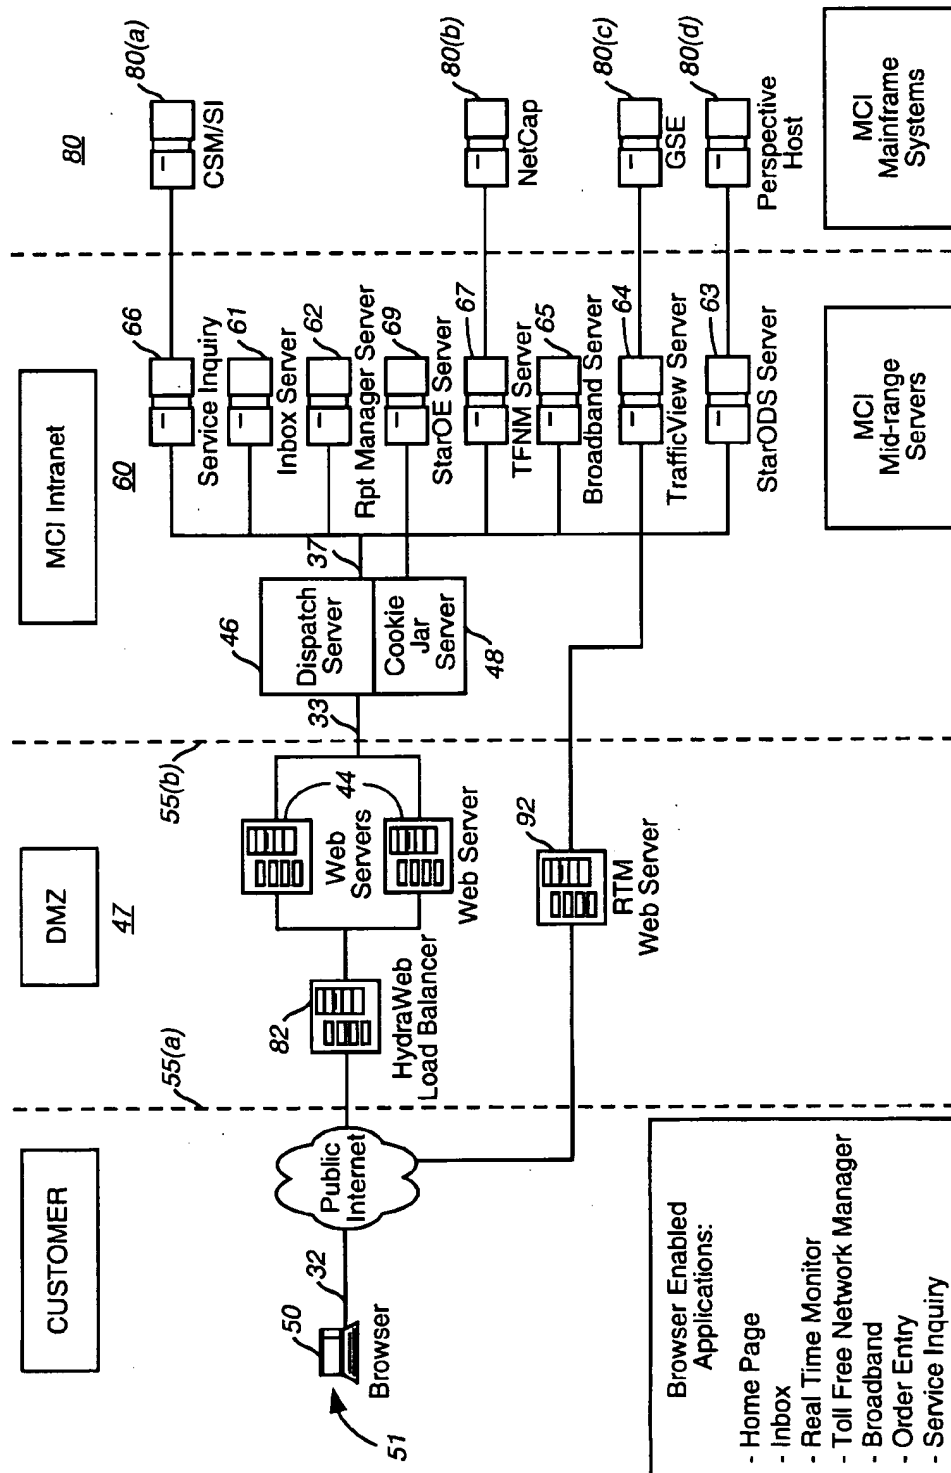 CUSTOMER
DMZ
47
MCI Intranet
60
80
55(a)
55(b)
51
50
Browser
32
Public
Internet
82
HydraWeb
Load Balancer
44
Web
Servers
Web Server
92
RTM
Web Server
33
46
Dispatch
Server
Cookie
Jar
Server
48
37
66
Service Inquiry
61
Inbox Server
62
Rpt Manager Server
69
StarOE Server
67
TFNM Server
65
Broadband Server
64
TrafficView Server
63
StarODS Server
80(a)
CSM/SI
80(b)
NetCap
80(c)
GSE
80(d)
Perspective
Host
Browser Enabled
Applications:
- Home Page
- Inbox
- Real Time Monitor
- Toll Free Network Manager
- Broadband
- Order Entry
- Service Inquiry
MCI
Mid-range
Servers
MCI
Mainframe
Systems